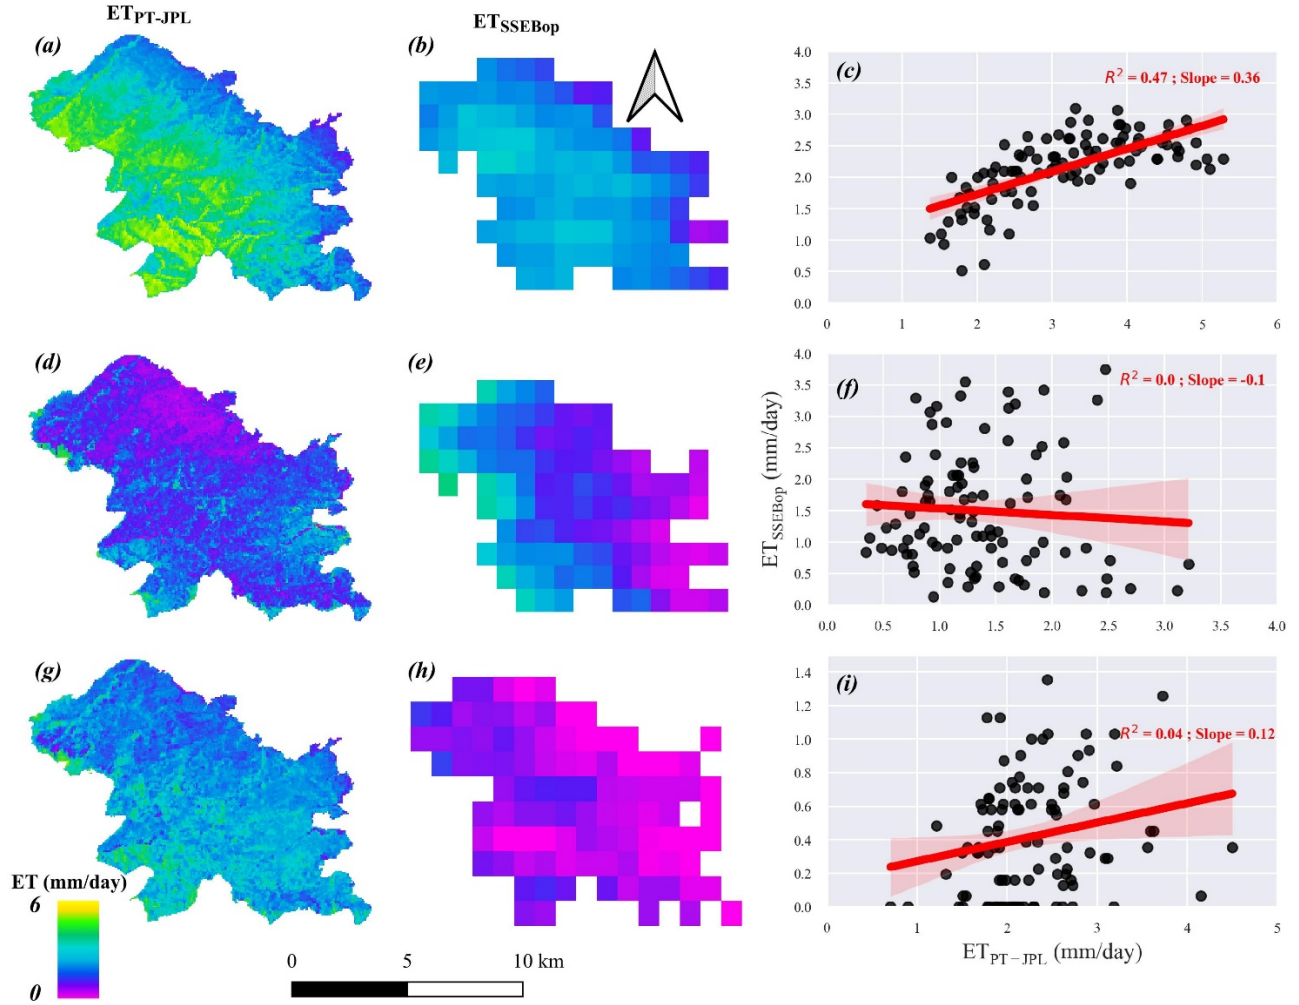 ET_PT-JPL
ET_SSEBop
(a)
(b)
(c)
R² = 0.47 ; Slope = 0.36
4.0
3.5
3.0
2.5
2.0
1.5
1.0
0.5
0.0
0 1 2 3 4 5 6
(d)
(e)
(f)
R² = 0.0 ; Slope = -0.1
4.0
3.5
3.0
2.5
2.0
1.5
1.0
0.5
0.0
0.0 0.5 1.0 1.5 2.0 2.5 3.0 3.5 4.0
ET_SSEBop (mm/day)
(g)
(h)
(i)
R² = 0.04 ; Slope = 0.12
1.4
1.2
1.0
0.8
0.6
0.4
0.2
0.0
0 1 2 3 4 5
ET_PT−JPL (mm/day)
ET (mm/day)
6
0
0 5 10 km